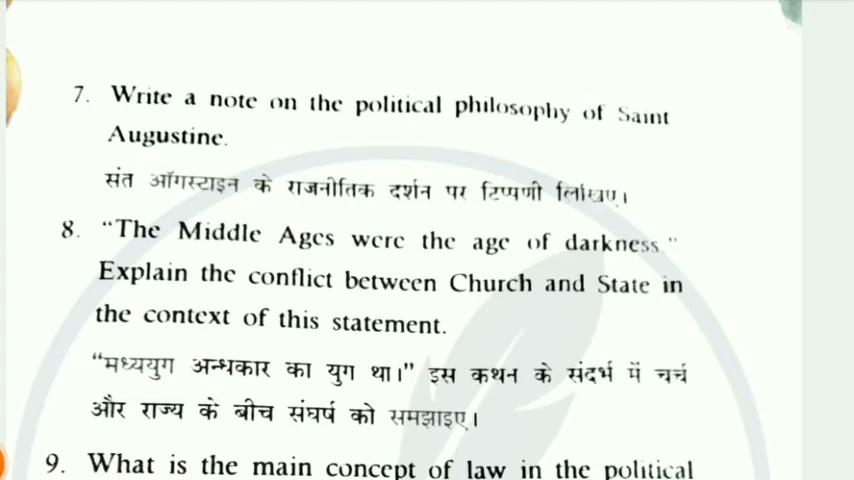 7. Write a note on the political philosophy of Saint
Augustine.
संत ऑगस्टाइन के राजनीतिक दर्शन पर टिप्पणी लिखिए।
8. “The Middle Ages were the age of darkness.”
Explain the conflict between Church and State in
the context of this statement.
“मध्ययुग अन्धकार का युग था।” इस कथन के संदर्भ में चर्च
और राज्य के बीच संघर्ष को समझाइए।
9. What is the main concept of law in the political